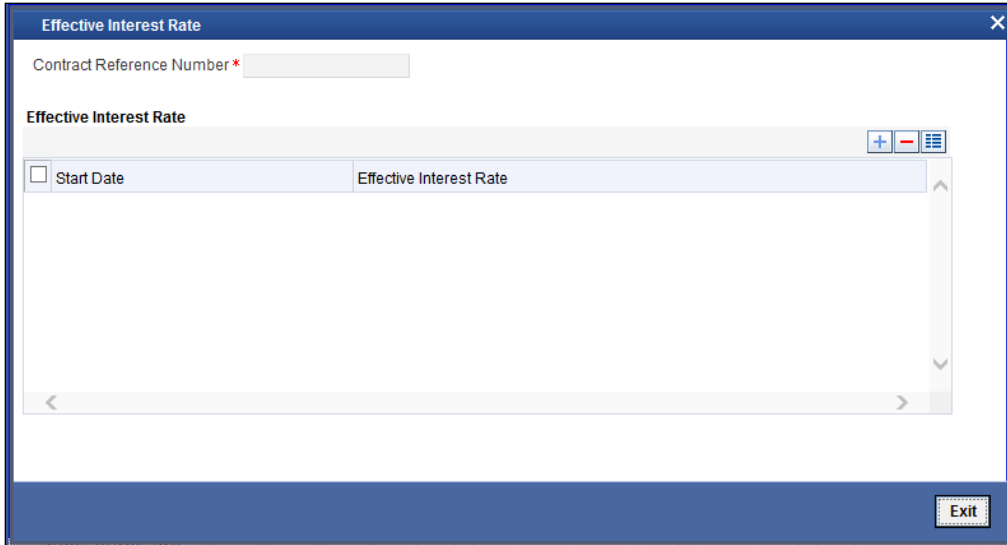 Effective Interest Rate
Contract Reference Number *
Effective Interest Rate
Start Date Effective Interest Rate
Exit